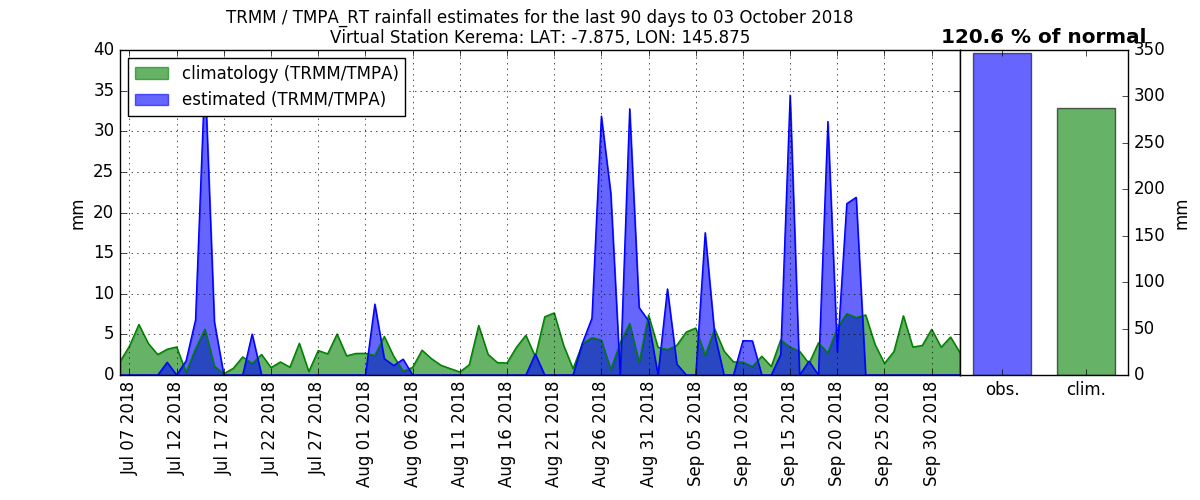 TRMM / TMPA_RT rainfall estimates for the last 90 days to 03 October 2018
Virtual Station Kerema: LAT: -7.875, LON: 145.875
120.6 % of normal
climatology (TRMM/TMPA)
estimated (TRMM/TMPA)
mm
40
35
30
25
20
15
10
5
0
Jul 07 2018
Jul 12 2018
Jul 17 2018
Jul 22 2018
Jul 27 2018
Aug 01 2018
Aug 06 2018
Aug 11 2018
Aug 16 2018
Aug 21 2018
Aug 26 2018
Aug 31 2018
Sep 05 2018
Sep 10 2018
Sep 15 2018
Sep 20 2018
Sep 25 2018
Sep 30 2018
obs.
clim.
350
300
250
200
150
100
50
0
mm